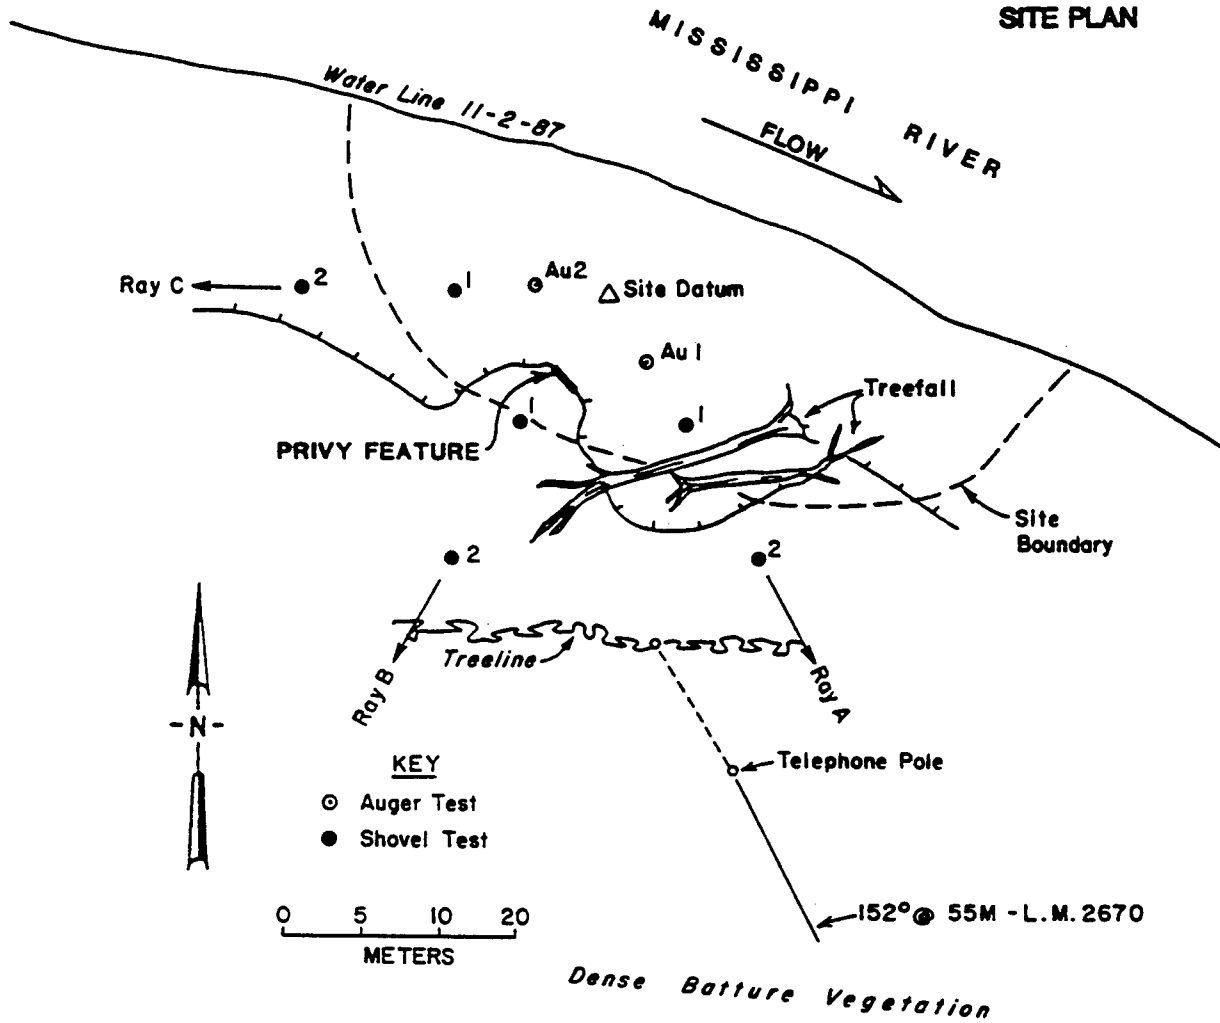 SITE PLAN
MISSISSIPPI RIVER
Water Line 11-2-87
FLOW
Ray C
2
1
Au2
Site Datum
Au 1
Treefall
1
1
PRIVY FEATURE
Site
Boundary
2
2
Treeline
Ray B
Ray A
-N-
Telephone Pole
KEY
Auger Test
Shovel Test
0 5 10 20
METERS
152° @ 55M - L.M. 2670
Dense Batture Vegetation